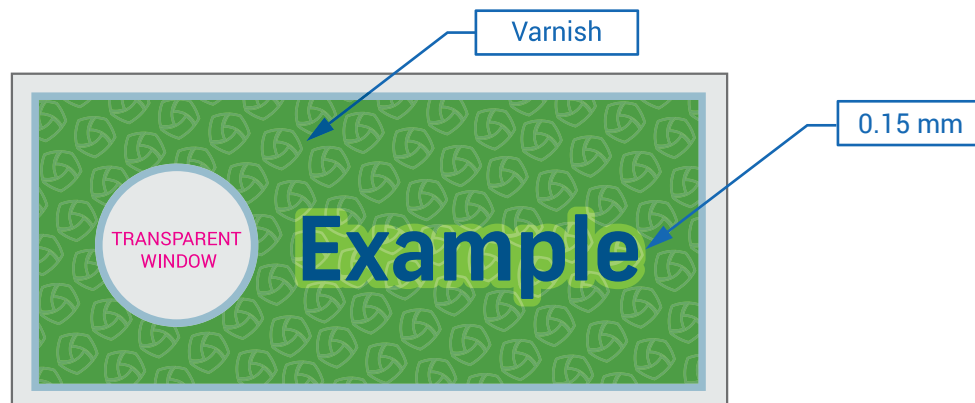 Varnish
0.15 mm
TRANSPARENT
WINDOW
Example